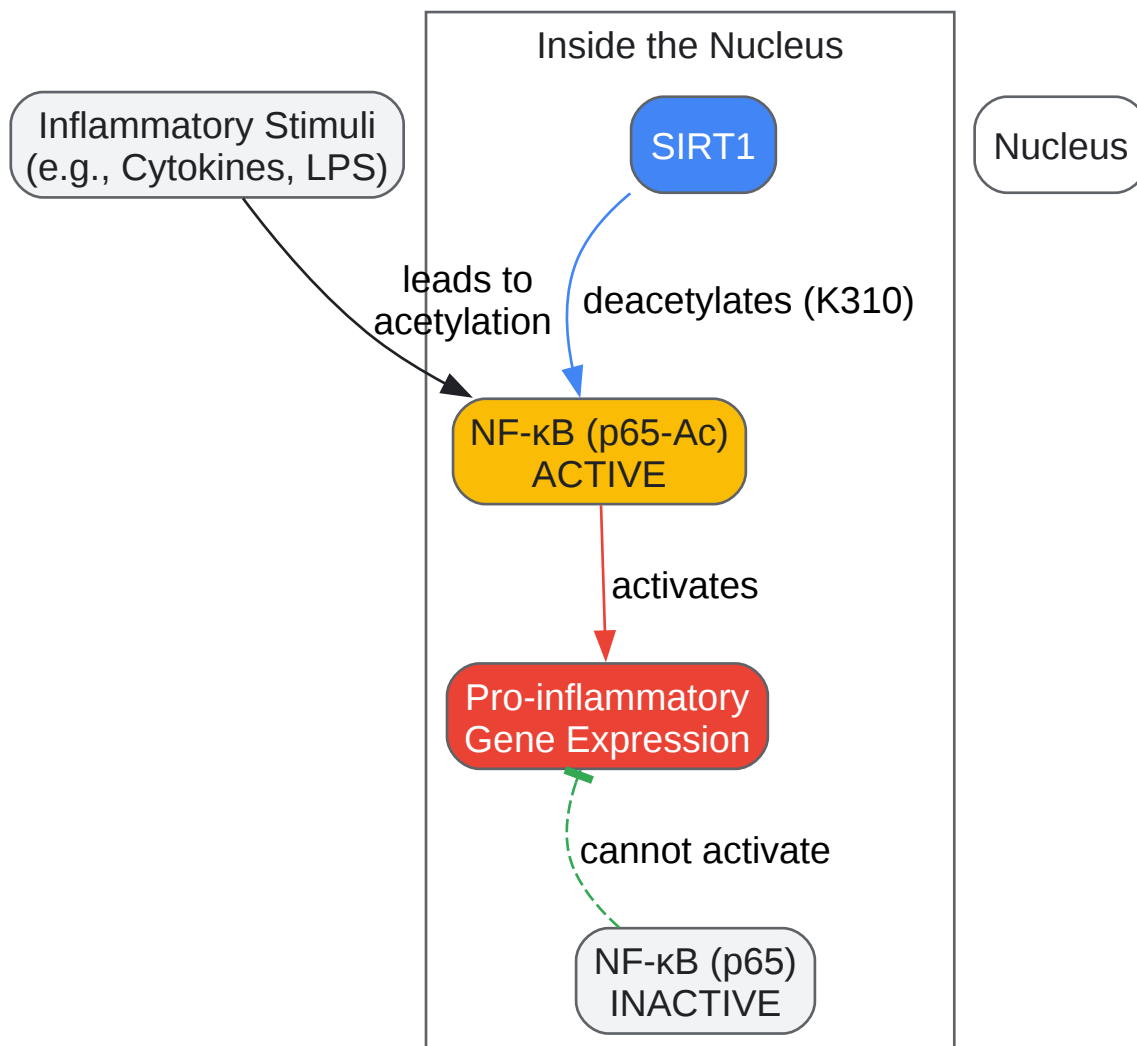 Inside the Nucleus
Inflammatory Stimuli
(e.g., Cytokines, LPS)
SIRT1
Nucleus
leads to
acetylation
deacetylates (K310)
NF-κB (p65-Ac)
ACTIVE
activates
Pro-inflammatory
Gene Expression
cannot activate
NF-κB (p65)
INACTIVE